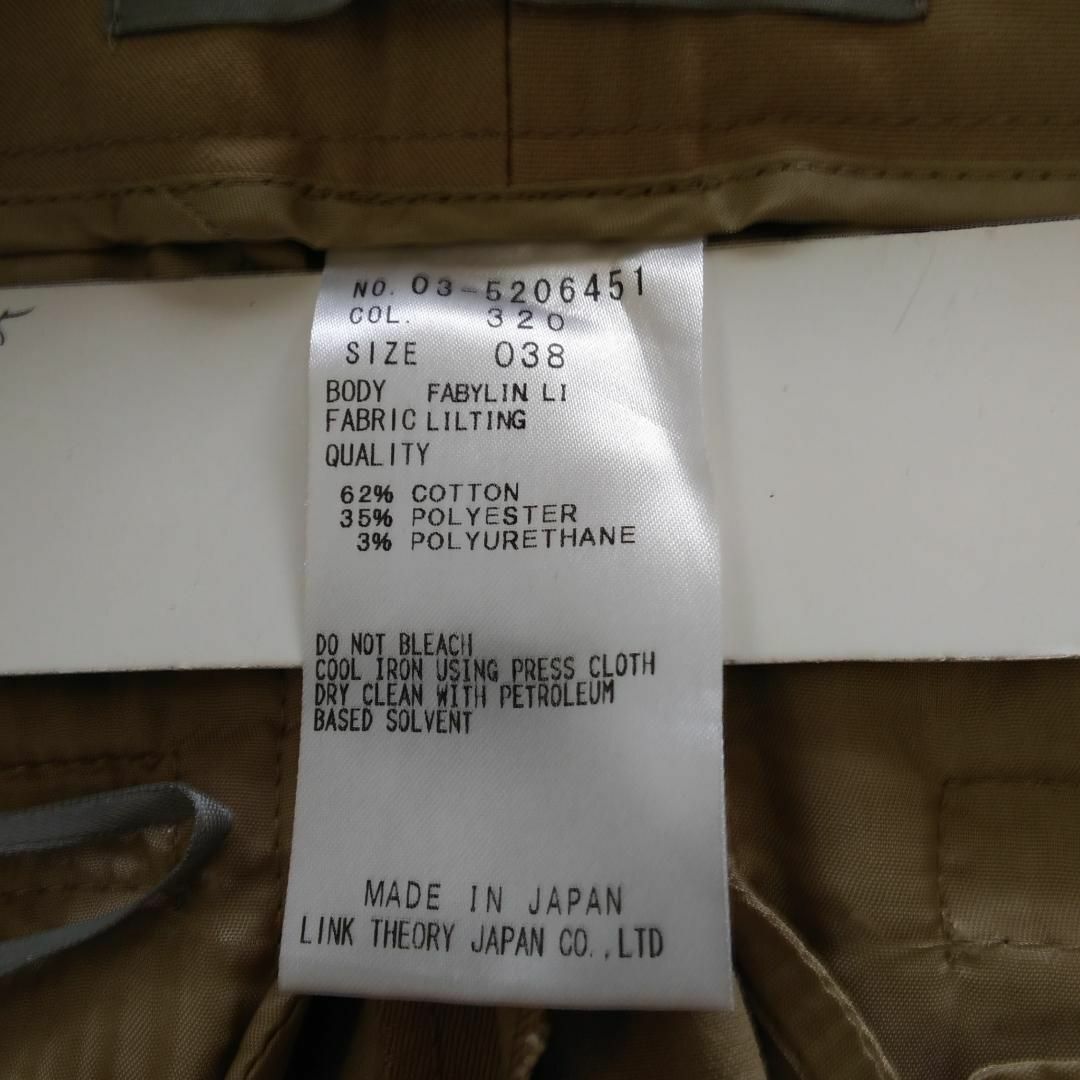 NO. 03-5206451
COL. 320
SIZE 038
BODY FABYLIN LI
FABRIC LILTING
QUALITY
62% COTTON
35% POLYESTER
3% POLYURETHANE
DO NOT BLEACH
COOL IRON USING PRESS CLOTH
DRY CLEAN WITH PETROLEUM
BASED SOLVENT
MADE IN JAPAN
LINK THEORY JAPAN CO.,LTD